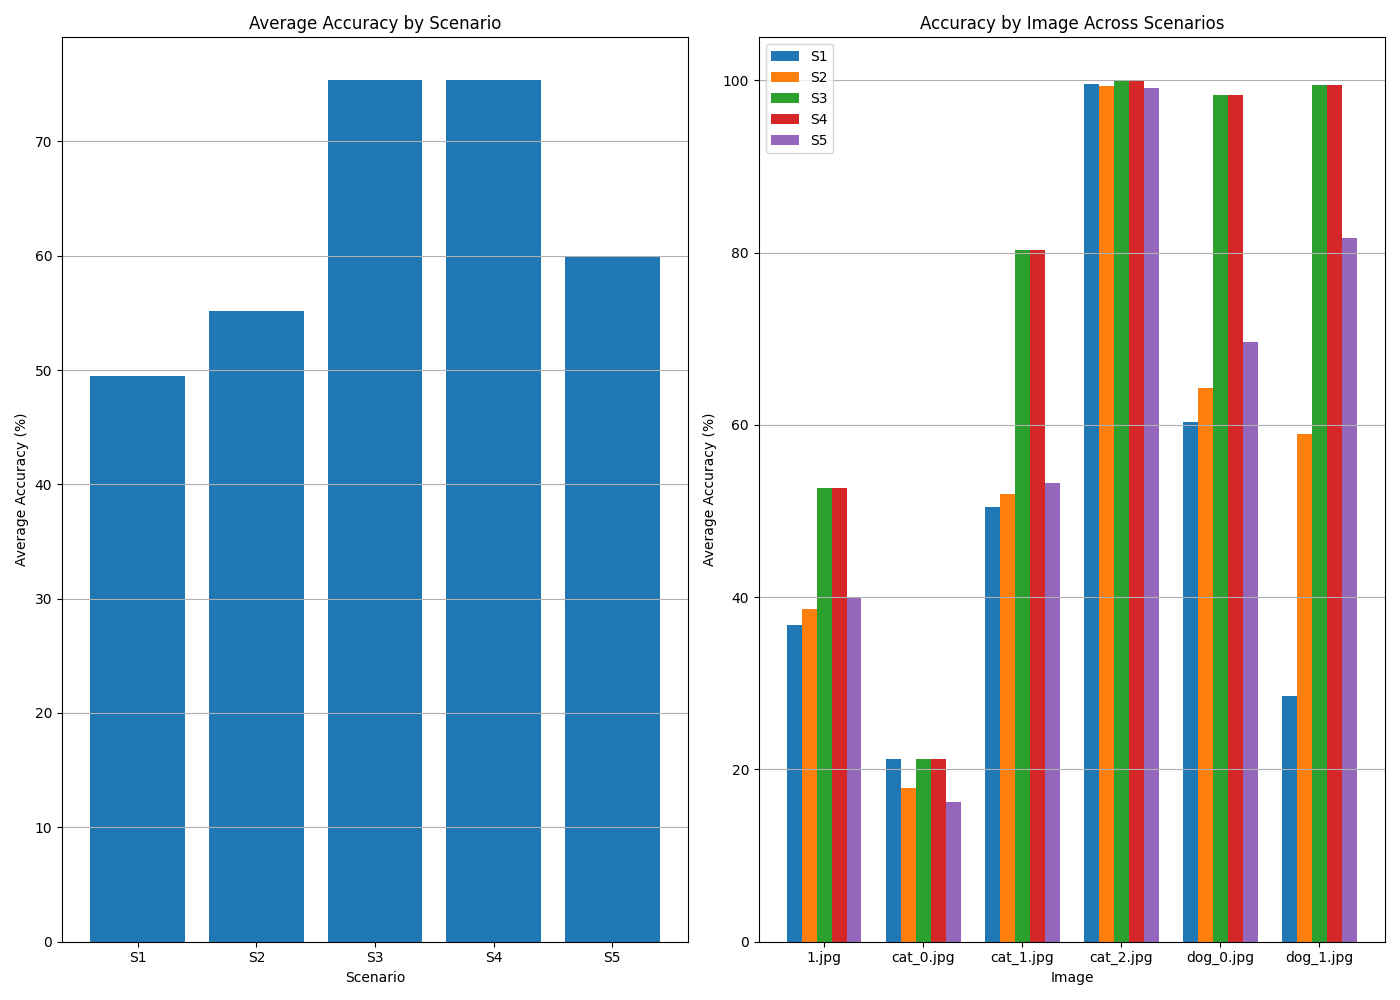 Average Accuracy by Scenario
Average Accuracy (%)
70
60
50
40
30
20
10
0
S1 S2 S3 S4 S5
Scenario
Accuracy by Image Across Scenarios
S1
S2
S3
S4
S5
Average Accuracy (%)
100
80
60
40
20
0
1.jpg cat_0.jpg cat_1.jpg cat_2.jpg dog_0.jpg dog_1.jpg
Image